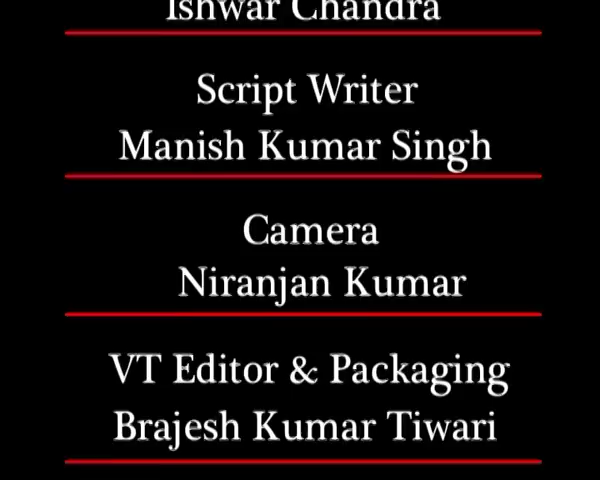 Ishwar Chandra
Script Writer
Manish Kumar Singh
Camera
Niranjan Kumar
VT Editor & Packaging
Brajesh Kumar Tiwari